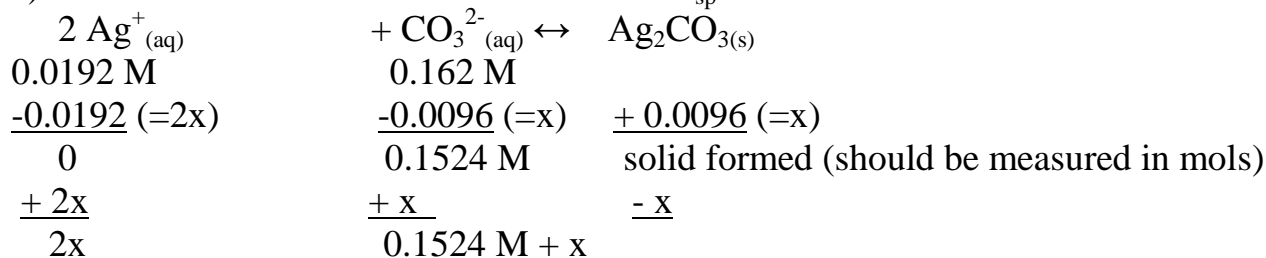 sp
2 Ag⁺(aq) + CO₃²⁻(aq) ↔ Ag₂CO₃(s)
0.0192 M 0.162 M
-0.0192 (=2x) -0.0096 (=x) + 0.0096 (=x)
0 0.1524 M solid formed (should be measured in mols)
+ 2x + x - x
2x 0.1524 M + x